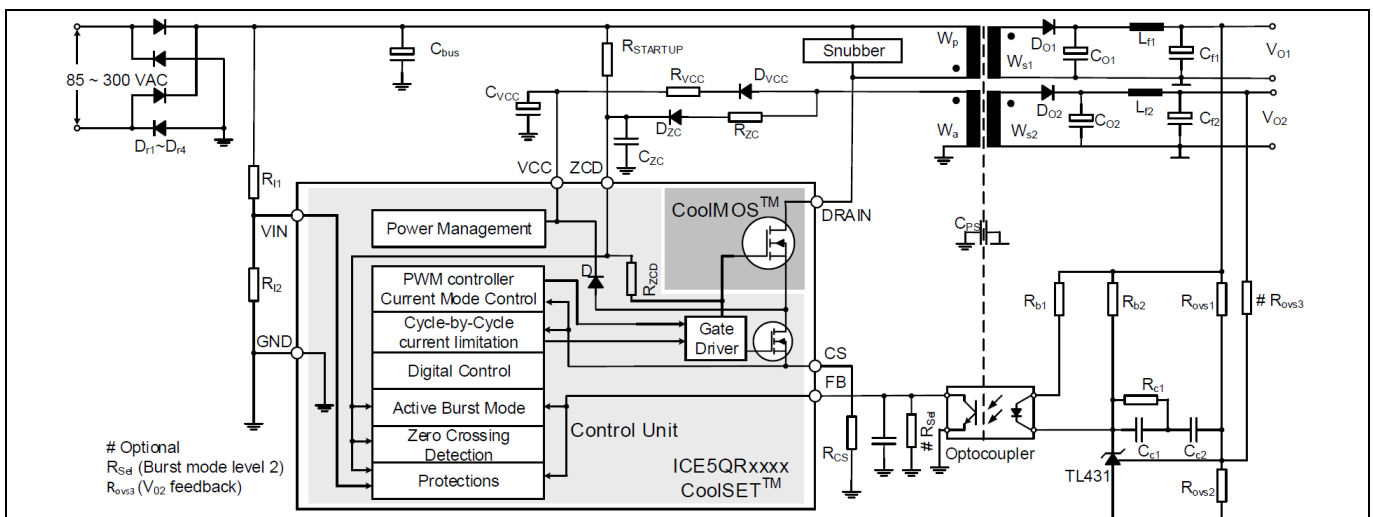 85 ~ 300 VAC
Dr1~Dr4
Cbus
RSTARTUP
Snubber
Wp
Ws1
DO1
CO1
Lf1
Cf1
VO1
CVCC
RVCC
DVCC
DZC
RZC
CZC
Wa
Ws2
DO2
CO2
Lf2
Cf2
VO2
RI1
VIN
RI2
GND
VCC
ZCD
CoolMOS™
DRAIN
CPS
Power Management
D
RZCD
PWM controller
Current Mode Control
Cycle-by-Cycle
current limitation
Digital Control
Active Burst Mode
Zero Crossing
Detection
Protections
Gate
Driver
CS
FB
Control Unit
ICE5QRxxxx
CoolSET™
RCS
# RSel
Optocoupler
Rb1
Rb2
Rovs1
# Rovs3
Rc1
Cc1
Cc2
TL431
Rovs2
# Optional
RSel (Burst mode level 2)
Rovs3 (V02 feedback)